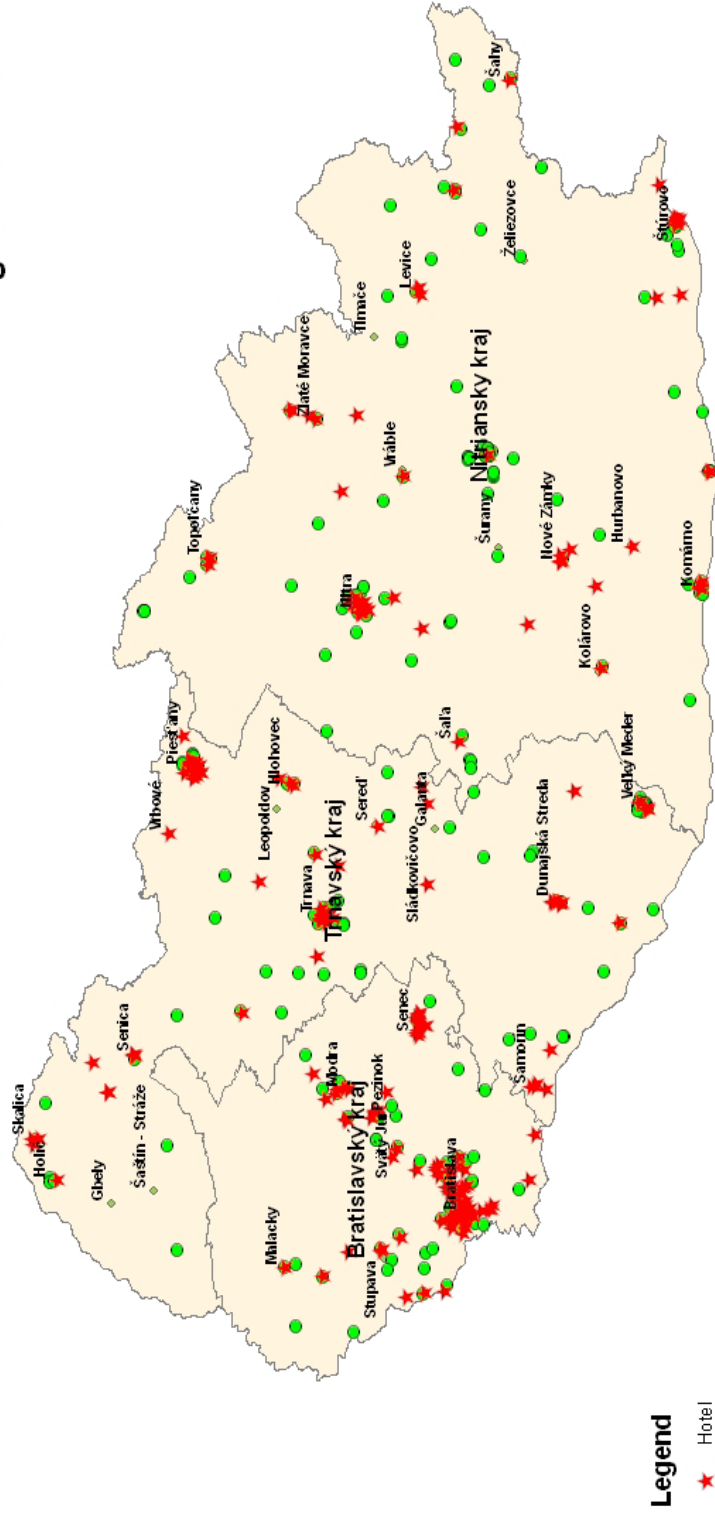 Skalica
Holíč
Gbely
Senica
Šaštín - Stráže
Vrbové
Piešťany
Topoľčany
Leopoldov
Malacky
Hlohovec
Zlaté Moravce
Trnava
Modra
Trnavský kraj
Nitra
Bratislavský kraj
Tlmače
Sereď
Stupava
Pezinok
Svätý Jur
Vráble
Senec
Levice
Sládkovičovo
Galanta
Šaľa
Bratislava
Nitriansky kraj
Šurany
Šahy
Želiezovce
Šamorín
Dunajská Streda
Nové Zámky
Kolárovo
Hurbanovo
Veľký Meder
Štúrovo
Komárno
Legend
Hotel